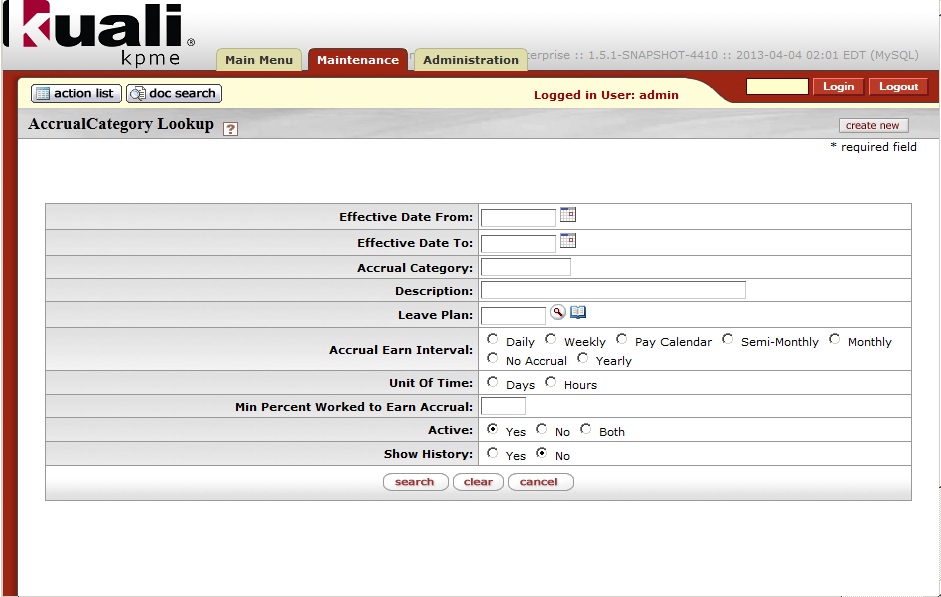 kuali®
kpme
Main Menu Maintenance Administration erprise :: 1.5.1-SNAPSHOT-4410 :: 2013-04-04 02:01 EDT (MySQL)
action list doc search Logged in User: admin Login Logout
AccrualCategory Lookup ? create new
* required field
Effective Date From:
Effective Date To:
Accrual Category:
Description:
Leave Plan:
Accrual Earn Interval: Daily Weekly Pay Calendar Semi-Monthly Monthly
No Accrual Yearly
Unit Of Time: Days Hours
Min Percent Worked to Earn Accrual:
Active: Yes No Both
Show History: Yes No
search clear cancel